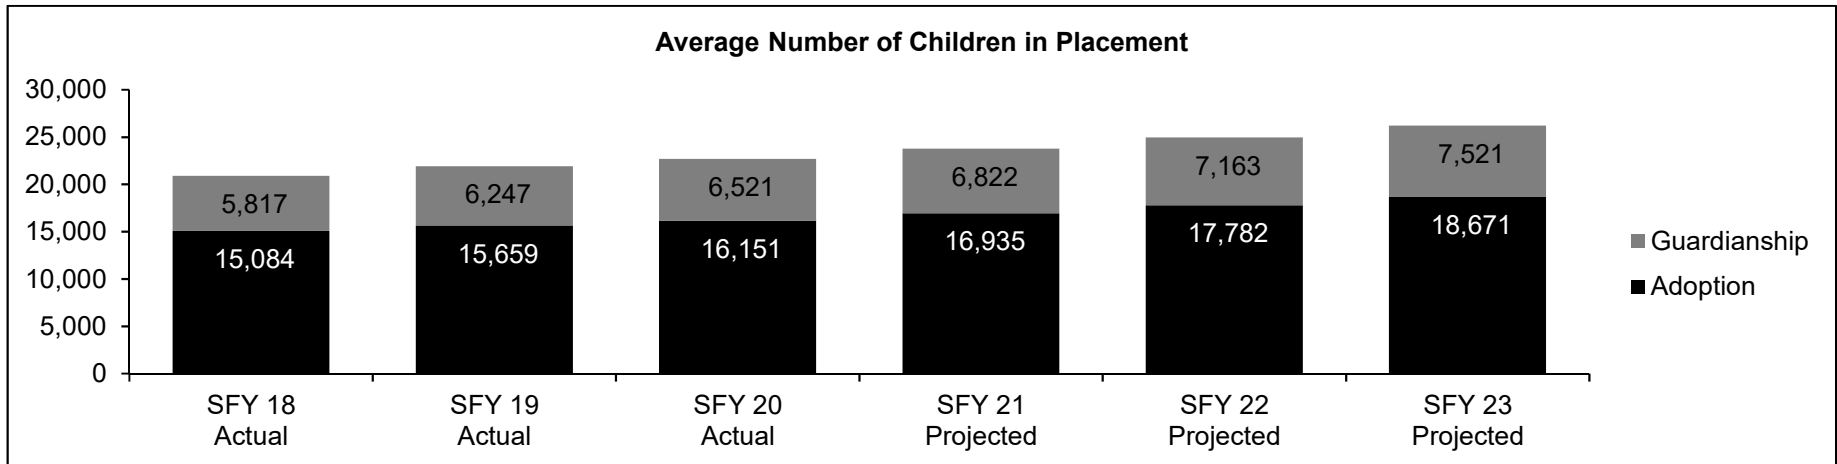 Average Number of Children in Placement
30,000
25,000
20,000
15,000
10,000
5,000
0
5,817
6,247
6,521
6,822
7,163
7,521
15,084
15,659
16,151
16,935
17,782
18,671
Guardianship
Adoption
SFY 18
Actual
SFY 19
Actual
SFY 20
Actual
SFY 21
Projected
SFY 22
Projected
SFY 23
Projected